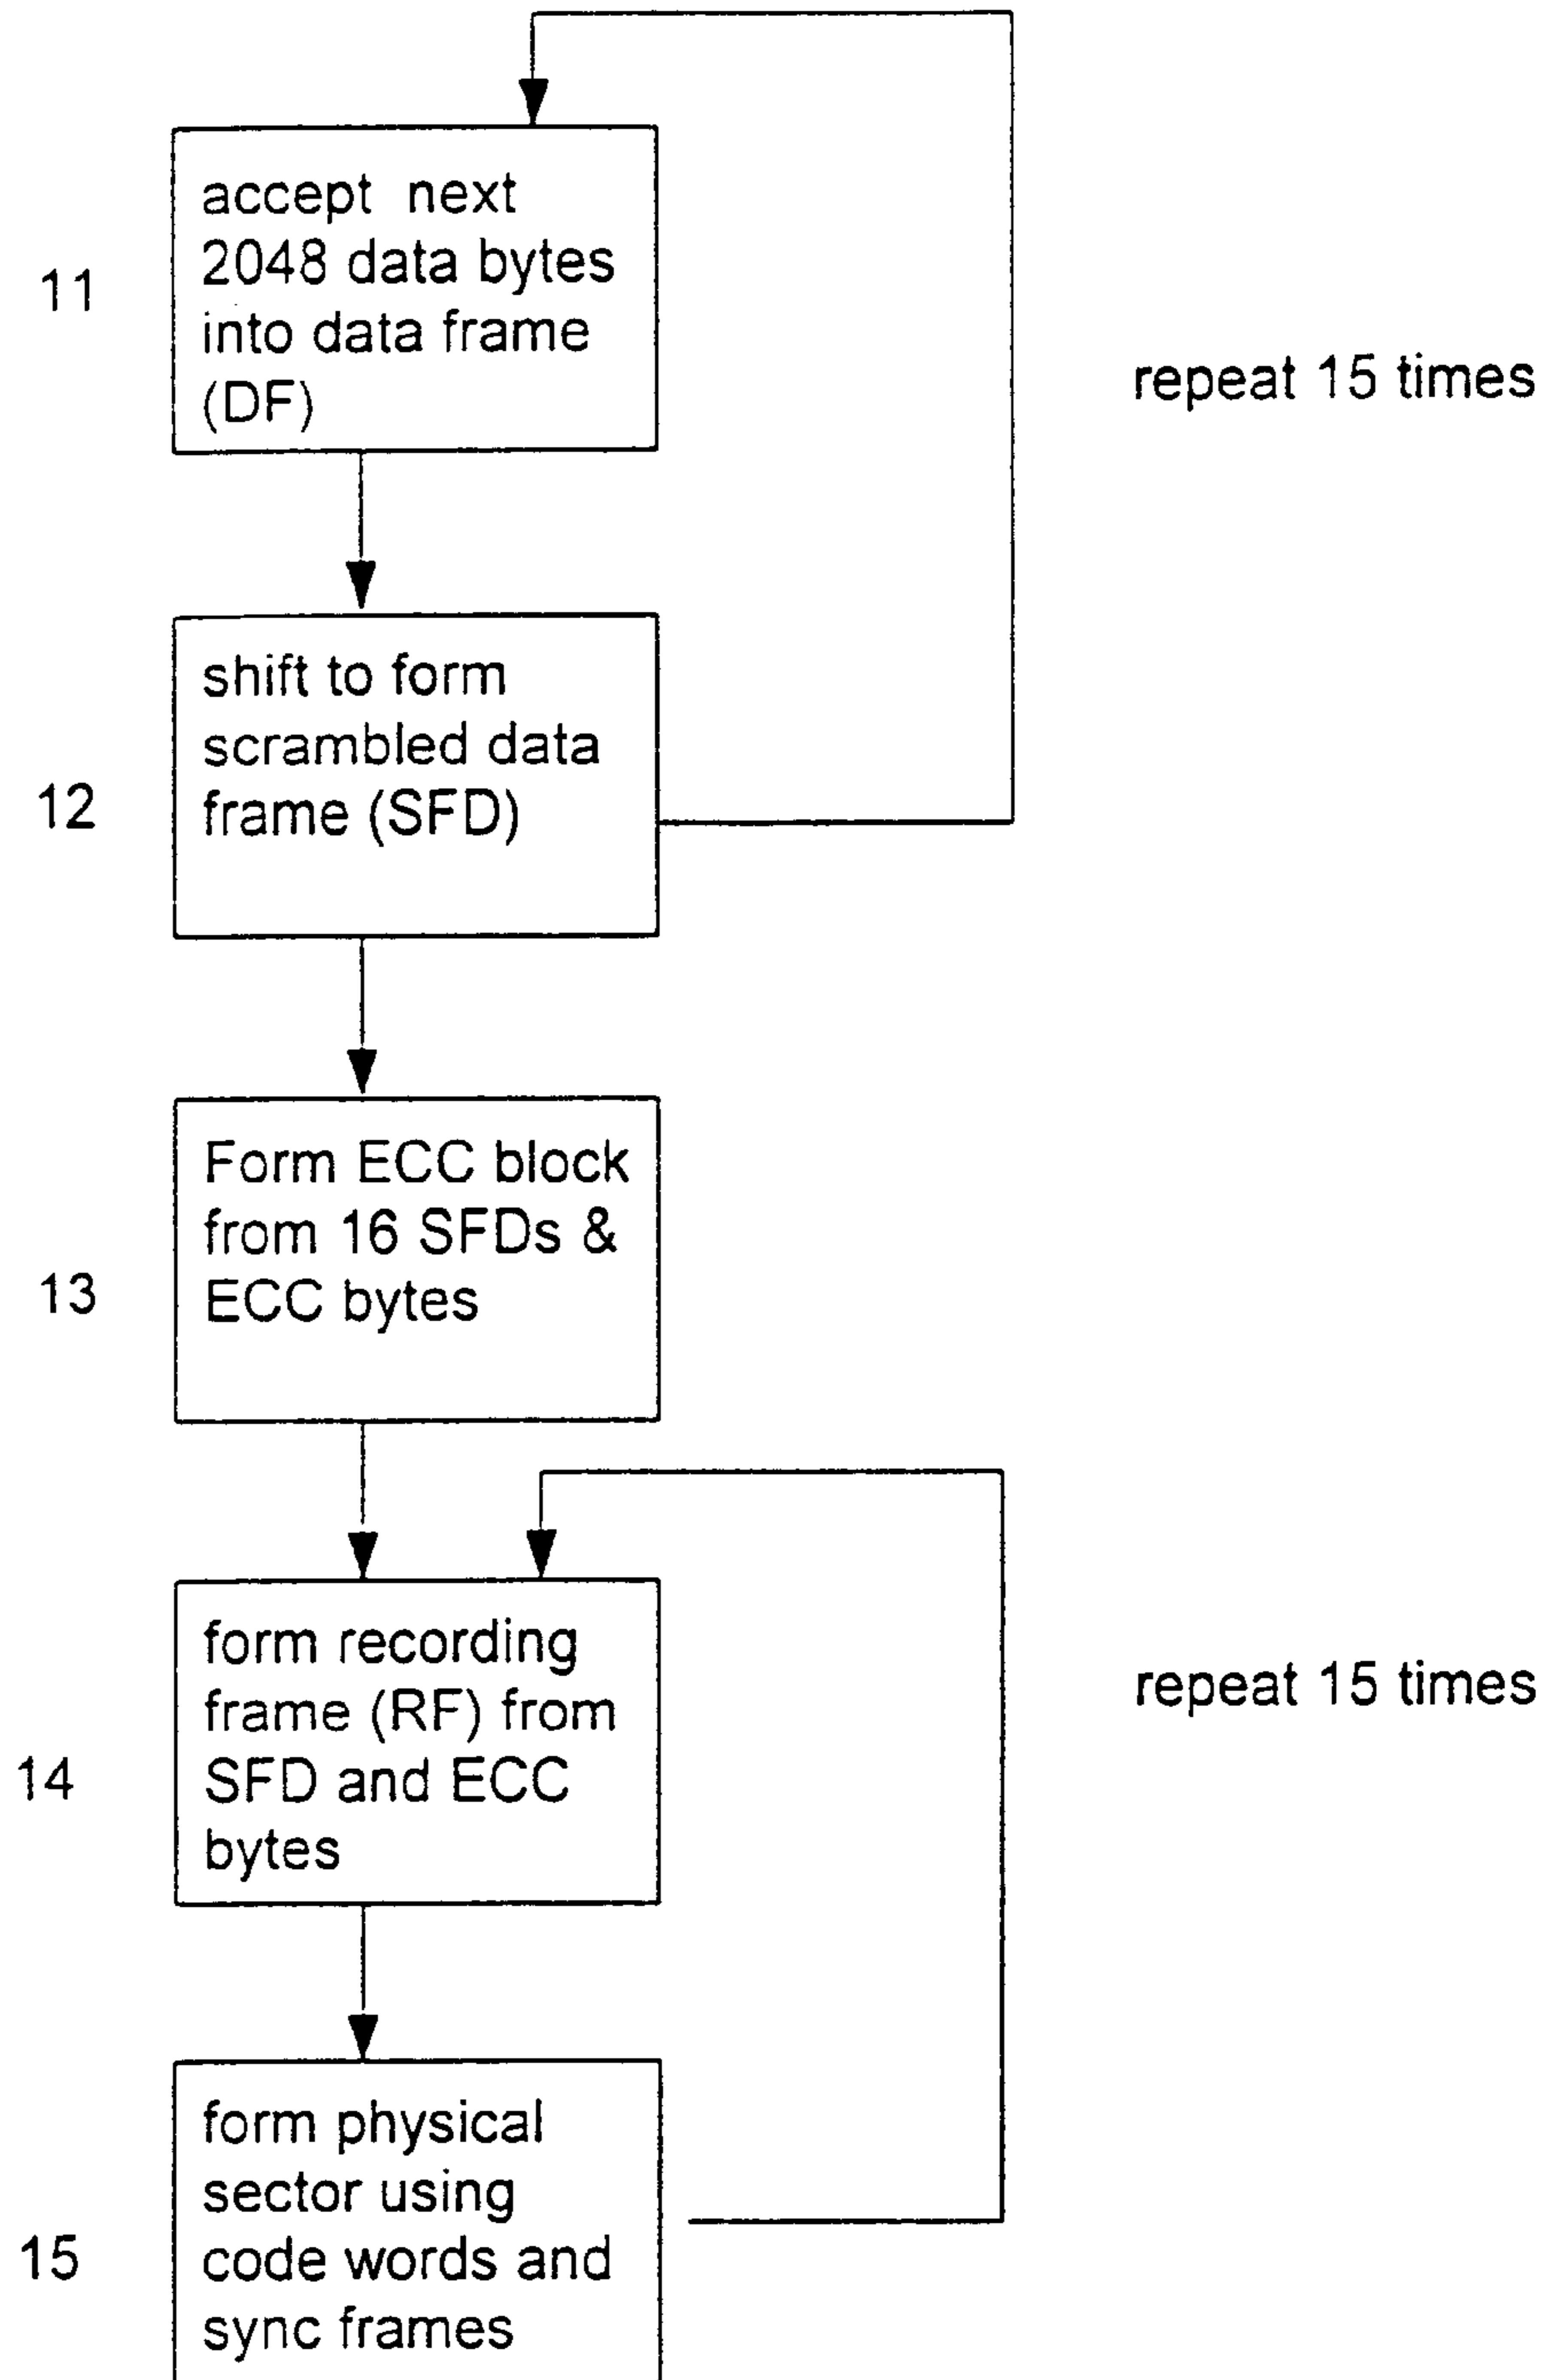 accept next
2048 data bytes
into data frame
(DF)
11
repeat 15 times
shift to form
scrambled data
frame (SFD)
12
Form ECC block
from 16 SFDs &
ECC bytes
13
form recording
frame (RF) from
SFD and ECC
bytes
14
repeat 15 times
form physical
sector using
code words and
sync frames
15